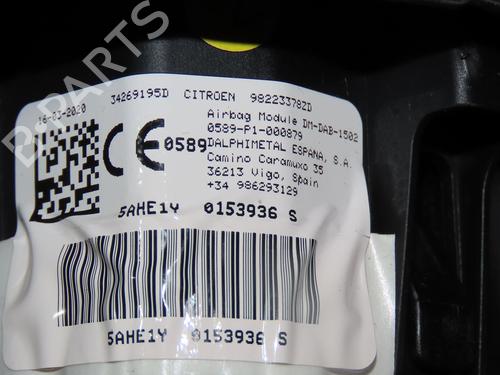 B-PARTS
16-03-2020 34269195D CITROEN 98223378ZD
Airbag Module DM-DAB-1502
0589-P1-000879
CE 0589 DALPHIMETAL ESPANA, S.A.
Camino Caramuxo 35
36213 Vigo, Spain
+34 986293129
5AHE1Y 0153936 S
5AHE1Y 0153936 S